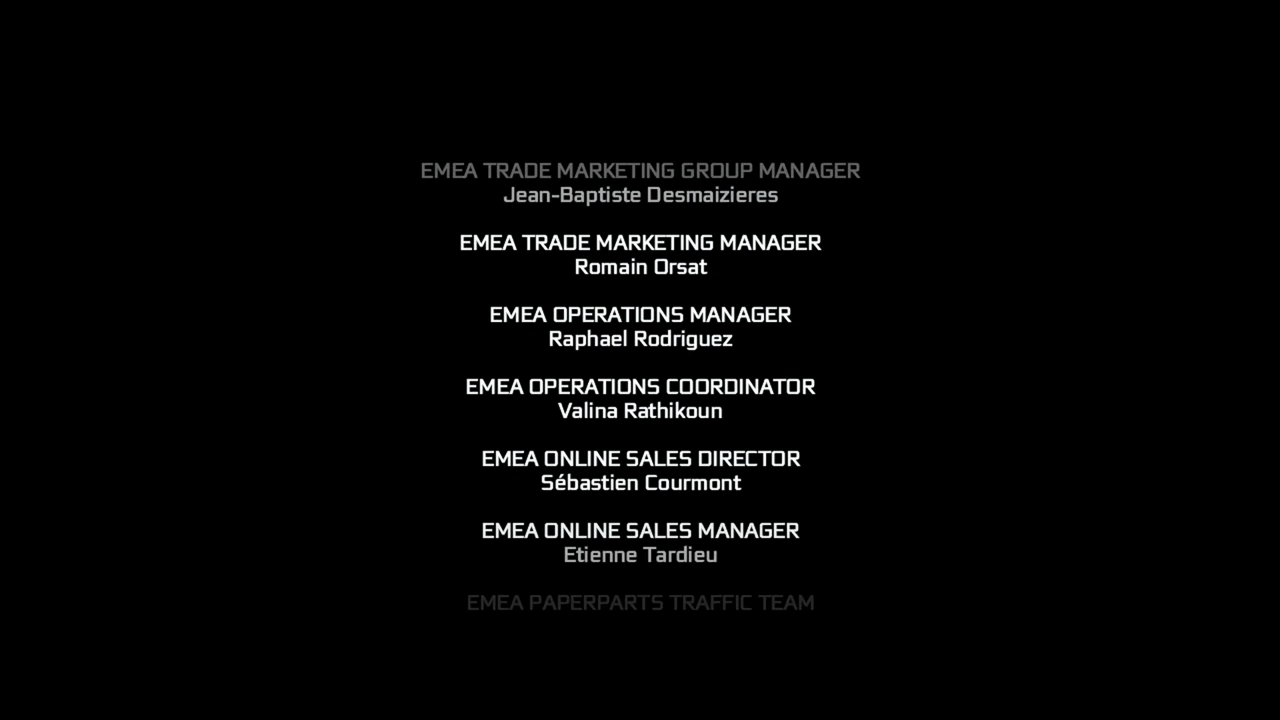 EMEA TRADE MARKETING GROUP MANAGER
Jean-Baptiste Desmaizieres
EMEA TRADE MARKETING MANAGER
Romain Orsat
EMEA OPERATIONS MANAGER
Raphael Rodriguez
EMEA OPERATIONS COORDINATOR
Valina Rathikoun
EMEA ONLINE SALES DIRECTOR
Sébastien Courmont
EMEA ONLINE SALES MANAGER
Etienne Tardieu
EMEA PAPERPARTS TRAFFIC TEAM